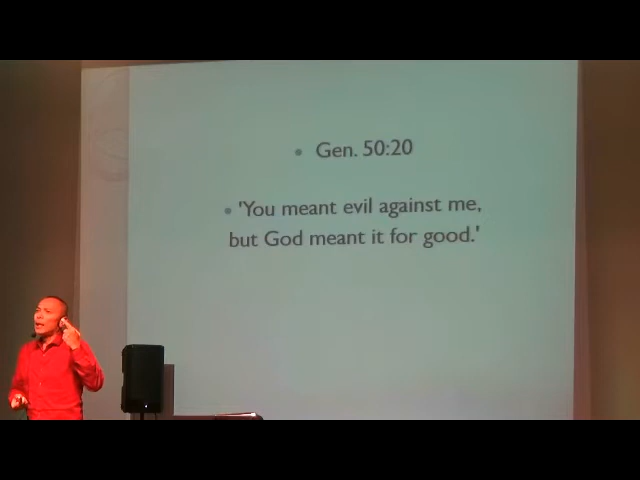 • Gen. 50:20
• 'You meant evil against me,
but God meant it for good.'